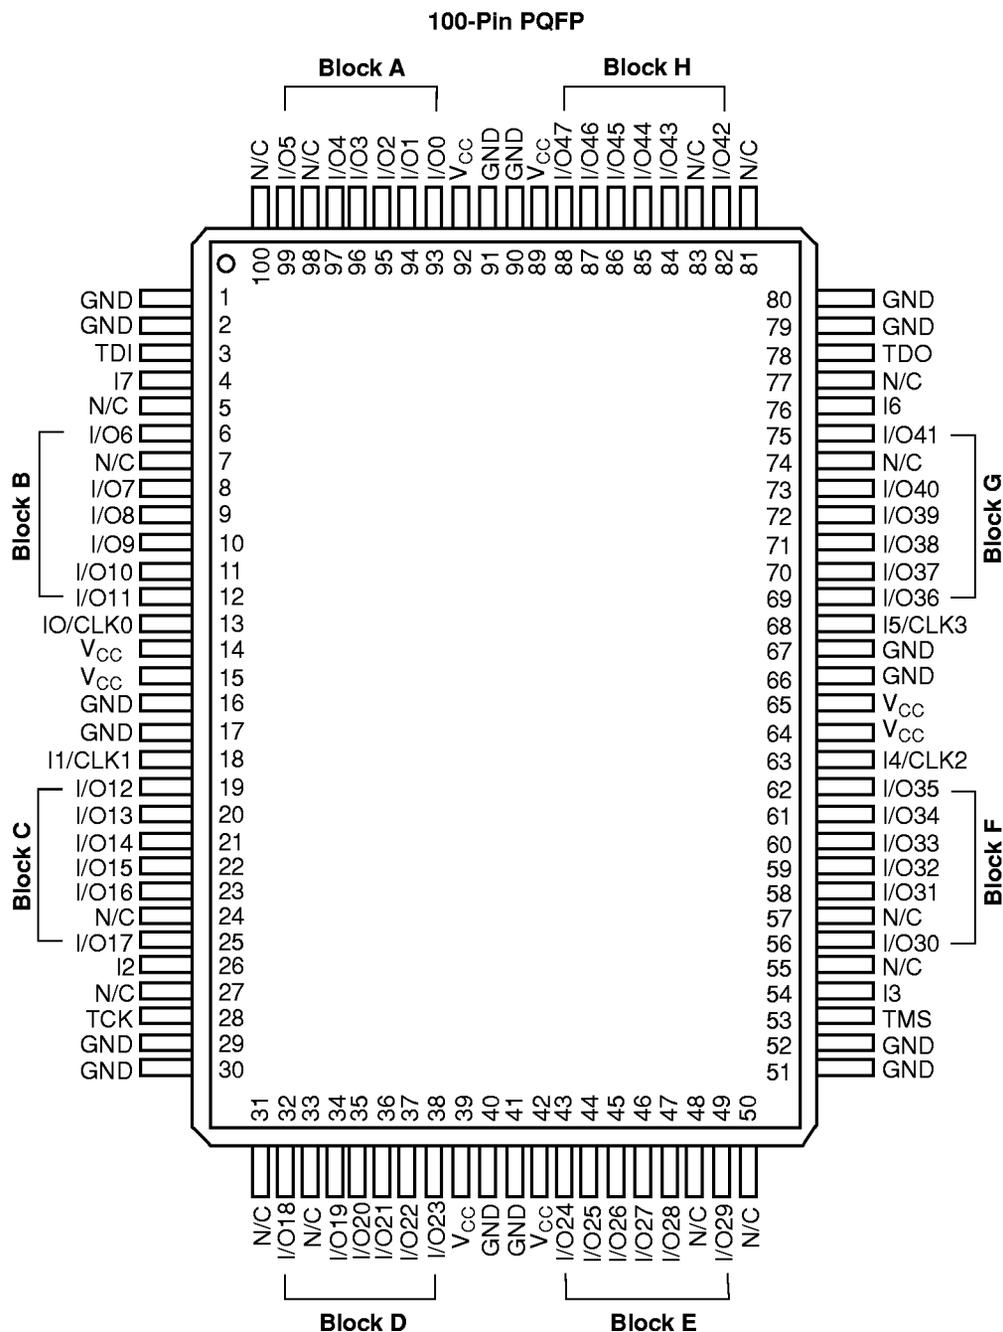 100-Pin PQFP
Block A
Block H
N/C
I/O5
N/C
I/O4
I/O3
I/O2
I/O1
I/O0
VCC
GND
GND
VCC
I/O47
I/O46
I/O45
I/O44
I/O43
N/C
I/O42
N/C
100
99
98
97
96
95
94
93
92
91
90
89
88
87
86
85
84
83
82
81
GND 1 80 GND
GND 2 79 GND
TDI 3 78 TDO
I7 4 77 N/C
N/C 5 76 I6
I/O6 6 75 I/O41
N/C 7 74 N/C
I/O7 8 73 I/O40
I/O8 9 72 I/O39
I/O9 10 71 I/O38
I/O10 11 70 I/O37
I/O11 12 69 I/O36
Block B
Block G
IO/CLK0 13 68 I5/CLK3
VCC 14 67 GND
VCC 15 66 GND
GND 16 65 VCC
GND 17 64 VCC
I1/CLK1 18 63 I4/CLK2
I/O12 19 62 I/O35
I/O13 20 61 I/O34
I/O14 21 60 I/O33
I/O15 22 59 I/O32
I/O16 23 58 I/O31
N/C 24 57 N/C
I/O17 25 56 I/O30
Block C
Block F
I2 26 55 N/C
N/C 27 54 I3
TCK 28 53 TMS
GND 29 52 GND
GND 30 51 GND
31
32
33
34
35
36
37
38
39
40
41
42
43
44
45
46
47
48
49
50
N/C
I/O18
N/C
I/O19
I/O20
I/O21
I/O22
I/O23
VCC
GND
GND
VCC
I/O24
I/O25
I/O26
I/O27
I/O28
N/C
I/O29
N/C
Block D
Block E